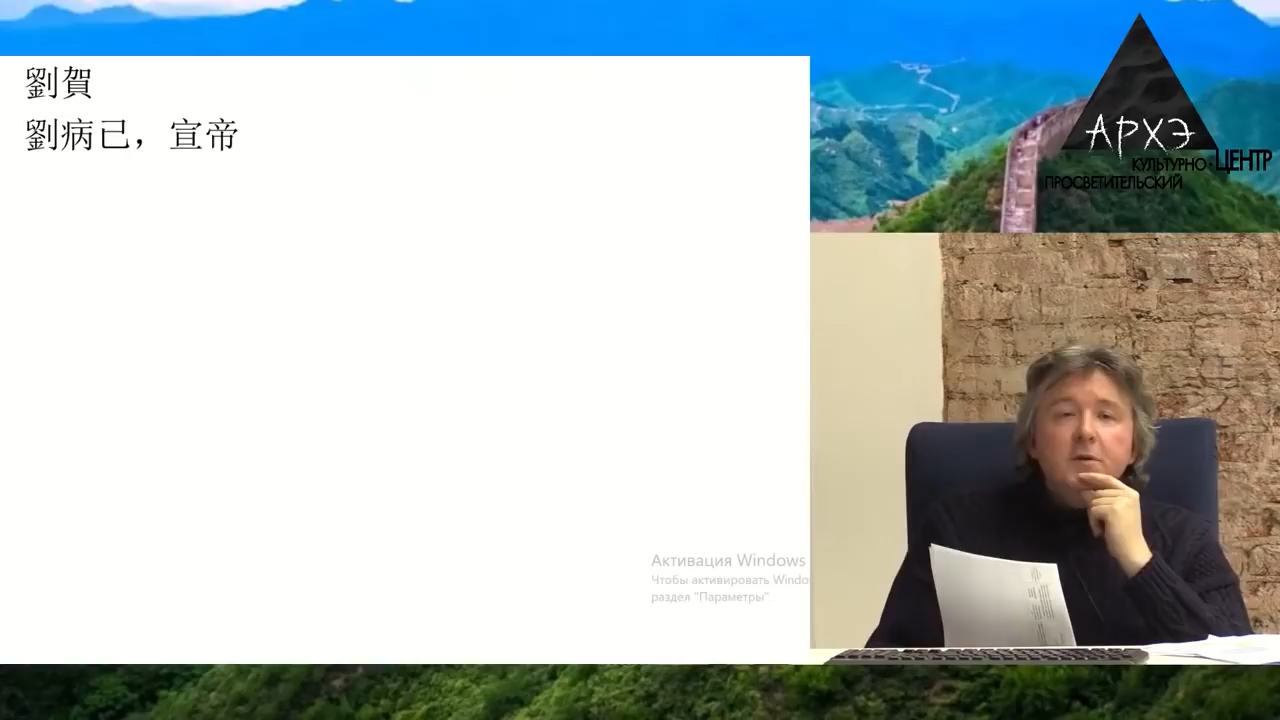 劉賀
劉病已，宣帝
АРХЭ
КУЛЬТУРНО-ЦЕНТР
ПРОСВЕТИТЕЛЬСКИЙ
Активация Windows
Чтобы активировать Windo
раздел "Параметры".